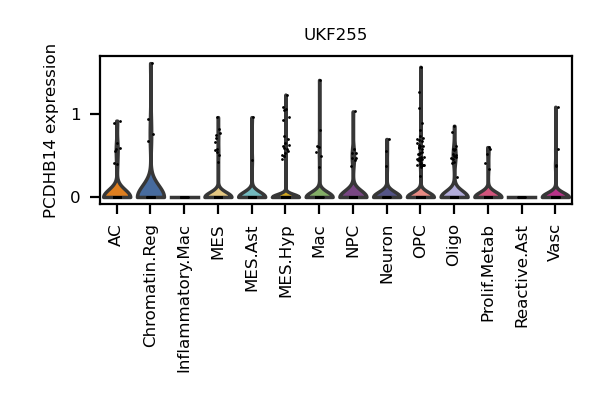 UKF255
PCDHB14 expression
1
0
AC
Chromatin.Reg
Inflammatory.Mac
MES
MES.Ast
MES.Hyp
Mac
NPC
Neuron
OPC
Oligo
Prolif.Metab
Reactive.Ast
Vasc